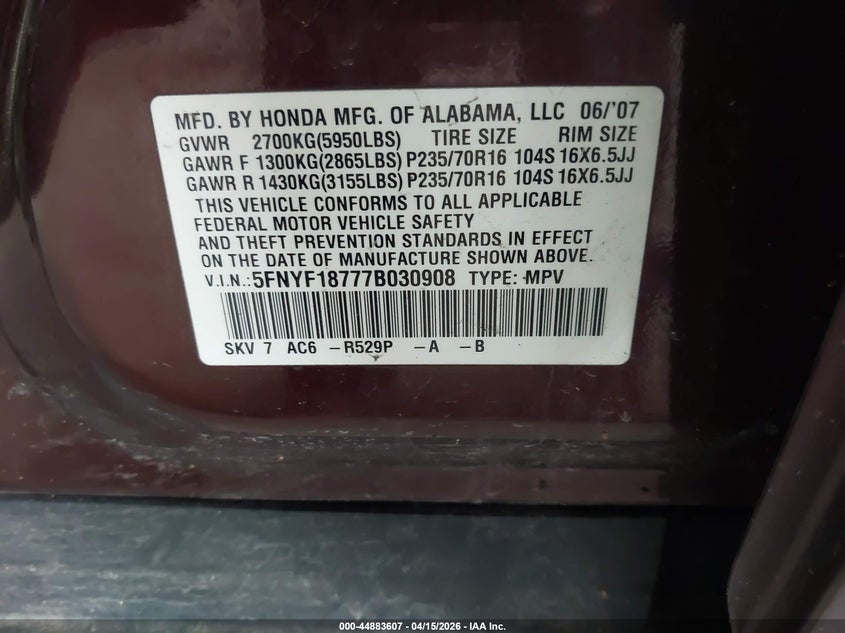 MFD. BY HONDA MFG. OF ALABAMA, LLC 06/'07
GVWR 2700KG(5950LBS) TIRE SIZE RIM SIZE
GAWR F 1300KG(2865LBS) P235/70R16 104S 16X6.5JJ
GAWR R 1430KG(3155LBS) P235/70R16 104S 16X6.5JJ
THIS VEHICLE CONFORMS TO ALL APPLICABLE
FEDERAL MOTOR VEHICLE SAFETY
AND THEFT PREVENTION STANDARDS IN EFFECT
ON THE DATE OF MANUFACTURE SHOWN ABOVE.
V.I.N.: 5FNYF18777B030908 TYPE: MPV
SKV 7 AC6 -R529P -A -B
000-44883607 - 04/15/2026 - IAA Inc.